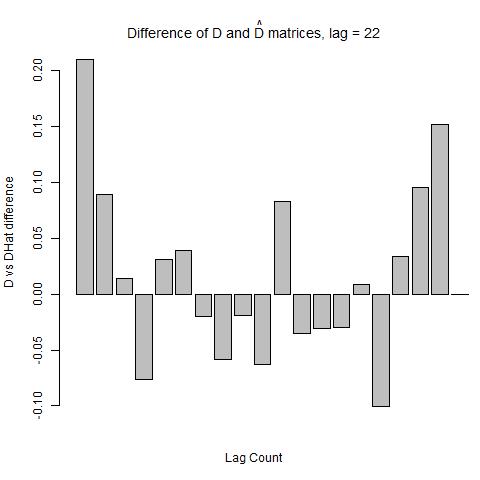 Difference of D and D̂ matrices, lag = 22
D vs DHat difference
0.20
0.15
0.10
0.05
0.00
-0.05
-0.10
Lag Count